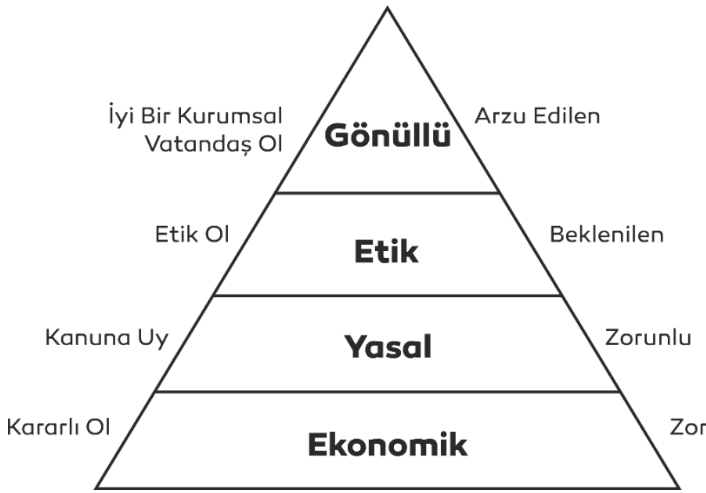 İyi Bir Kurumsal
Vatandaş Ol
Gönüllü
Arzu Edilen
Etik Ol
Etik
Beklenilen
Kanuna Uy
Yasal
Zorunlu
Kararlı Ol
Ekonomik
Zor